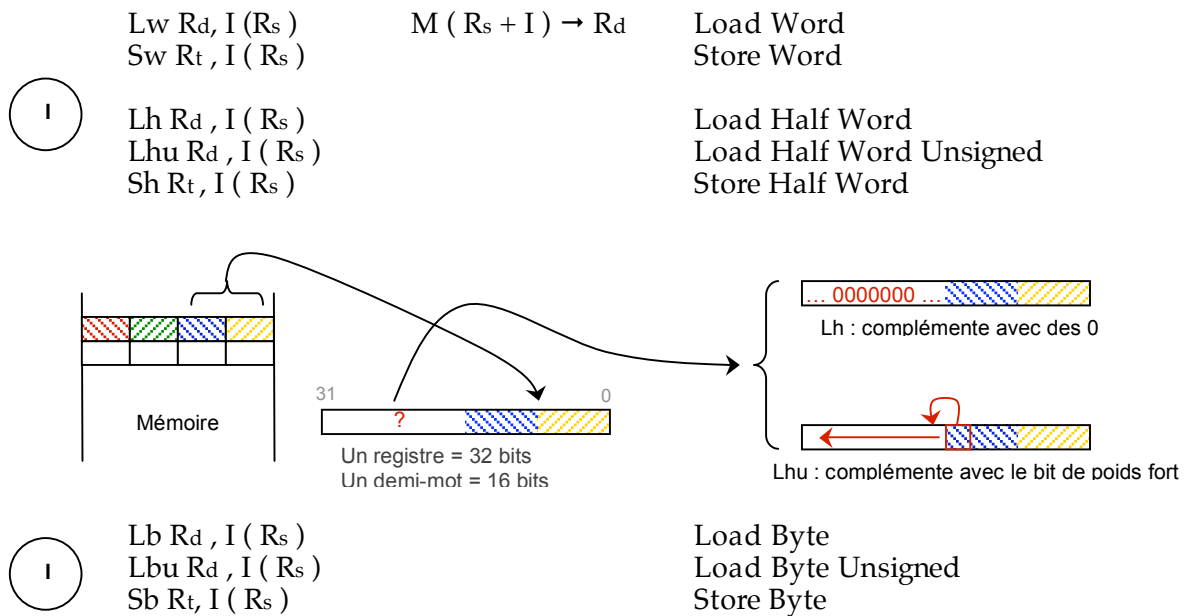 Lw Rd, I (Rs ) M ( Rs + I ) → Rd Load Word
Sw Rt , I ( Rs ) Store Word
I
Lh Rd , I ( Rs ) Load Half Word
Lhu Rd , I ( Rs ) Load Half Word Unsigned
Sh Rt, I ( Rs ) Store Half Word
... 0000000 ...
Lh : complémente avec des 0
31 0
?
Mémoire
Un registre = 32 bits
Un demi-mot = 16 bits
Lhu : complémente avec le bit de poids fort
Lb Rd , I ( Rs ) Load Byte
I
Lbu Rd , I ( Rs ) Load Byte Unsigned
Sb Rt, I ( Rs ) Store Byte